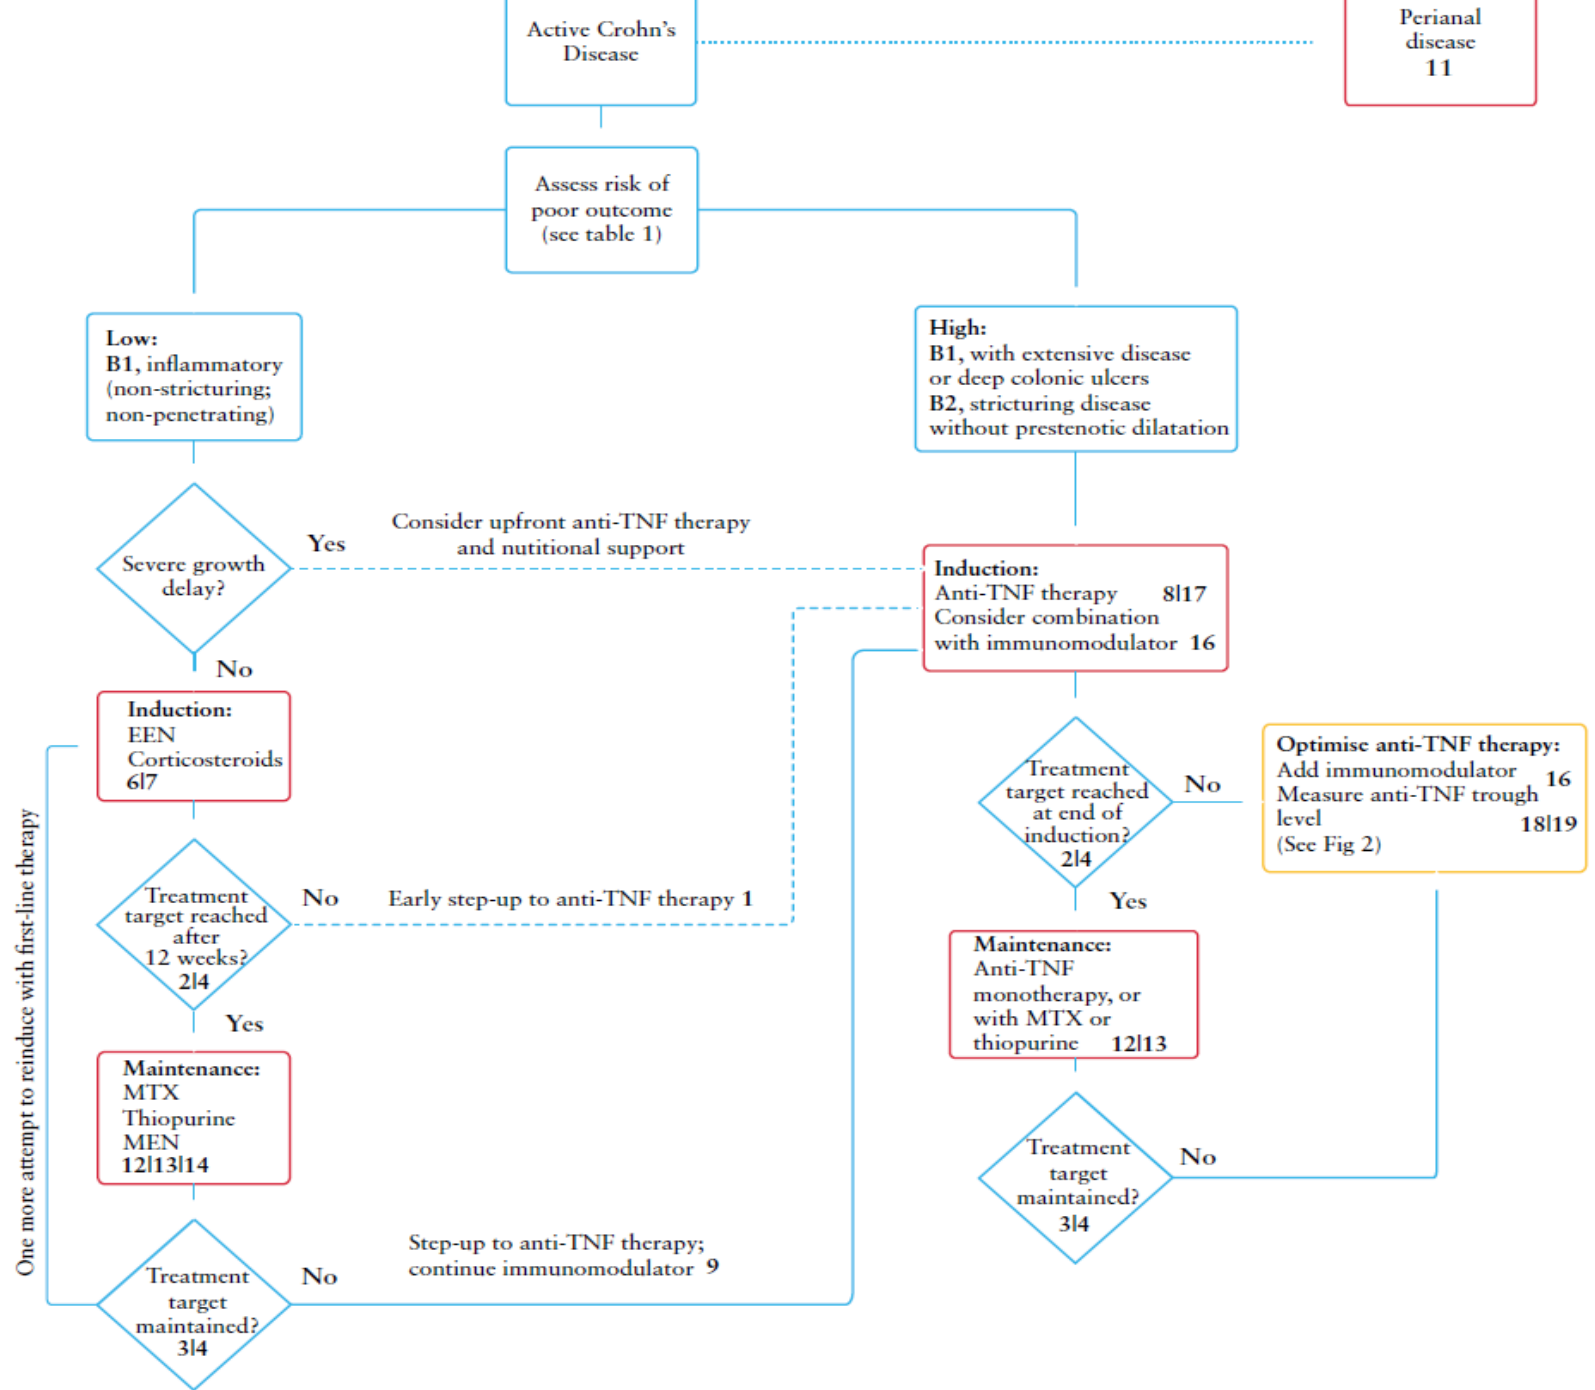 Active Crohn's
Disease
Perianal
disease
11
Assess risk of
poor outcome
(see table 1)
Low:
B1, inflammatory
(non-stricturing;
non-penetrating)
High:
B1, with extensive disease
or deep colonic ulcers
B2, stricturing disease
without prestenotic dilatation
Severe growth
delay?
Yes
Consider upfront anti-TNF therapy
and nutitional support
No
Induction:
Anti-TNF therapy 8|17
Consider combination
with immunomodulator 16
Induction:
EEN
Corticosteroids
6|7
Treatment
target reached
at end of
induction?
2|4
No
Optimise anti-TNF therapy:
Add immunomodulator 16
Measure anti-TNF trough
level 18|19
(See Fig 2)
Yes
Treatment
target reached
after
12 weeks?
2|4
No
Early step-up to anti-TNF therapy 1
Yes
Maintenance:
Anti-TNF
monotherapy, or
with MTX or
thiopurine 12|13
Maintenance:
MTX
Thiopurine
MEN
12|13|14
Treatment
target
maintained?
3|4
No
Treatment
target
maintained?
3|4
No
Step-up to anti-TNF therapy;
continue immunomodulator 9
One more attempt to reinduce with first-line therapy